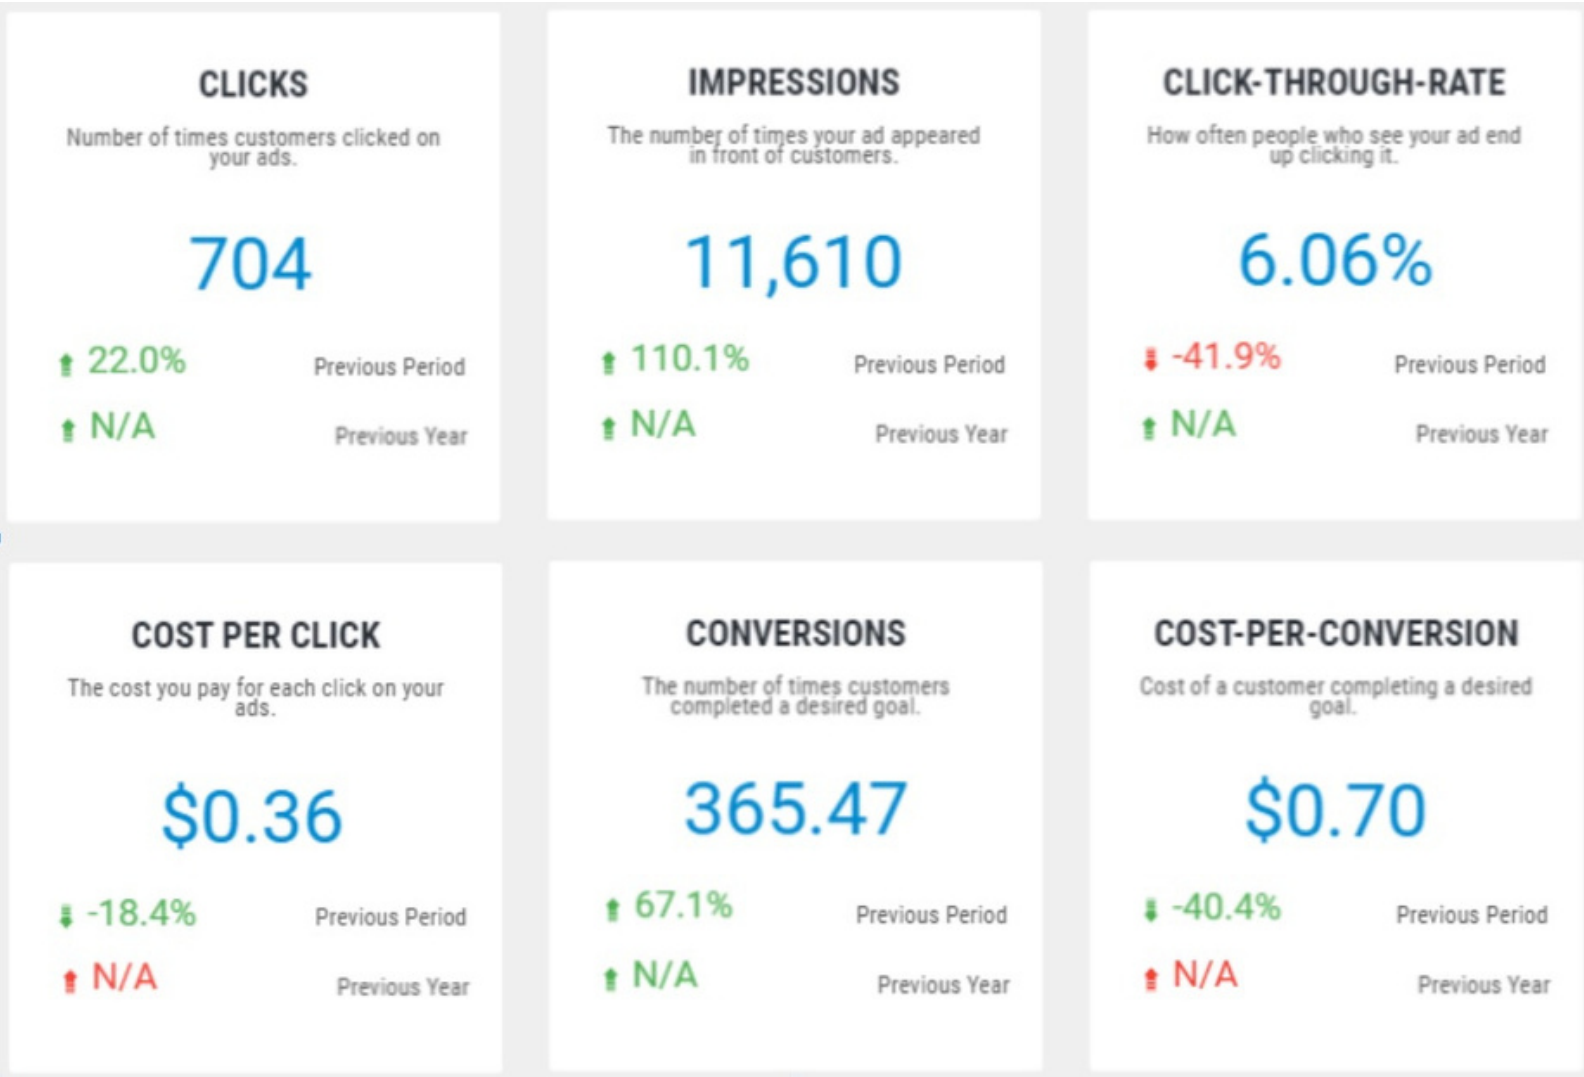 CLICKS
Number of times customers clicked on
your ads.
704
22.0% Previous Period
N/A Previous Year
IMPRESSIONS
The number of times your ad appeared
in front of customers.
11,610
110.1% Previous Period
N/A Previous Year
CLICK-THROUGH-RATE
How often people who see your ad end
up clicking it.
6.06%
-41.9% Previous Period
N/A Previous Year
COST PER CLICK
The cost you pay for each click on your
ads.
$0.36
-18.4% Previous Period
N/A Previous Year
CONVERSIONS
The number of times customers
completed a desired goal.
365.47
67.1% Previous Period
N/A Previous Year
COST-PER-CONVERSION
Cost of a customer completing a desired
goal.
$0.70
-40.4% Previous Period
N/A Previous Year